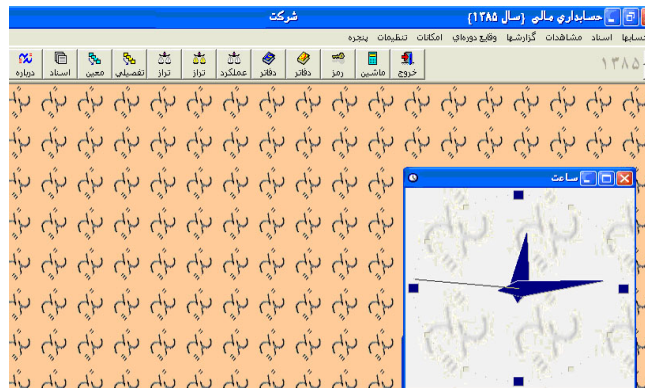 حسابداري مالي (سال ۱۳۸۵) شرکت
حسابها اسناد مشاهدات گزارشها وقايع دوره‌اي امکانات تنظيمات پنجره
۱۳۸۵
خروج ماشين رمز دفاتر دفاتر عملکرد تراز تراز تفصيلي معين اسناد درباره
ساعت